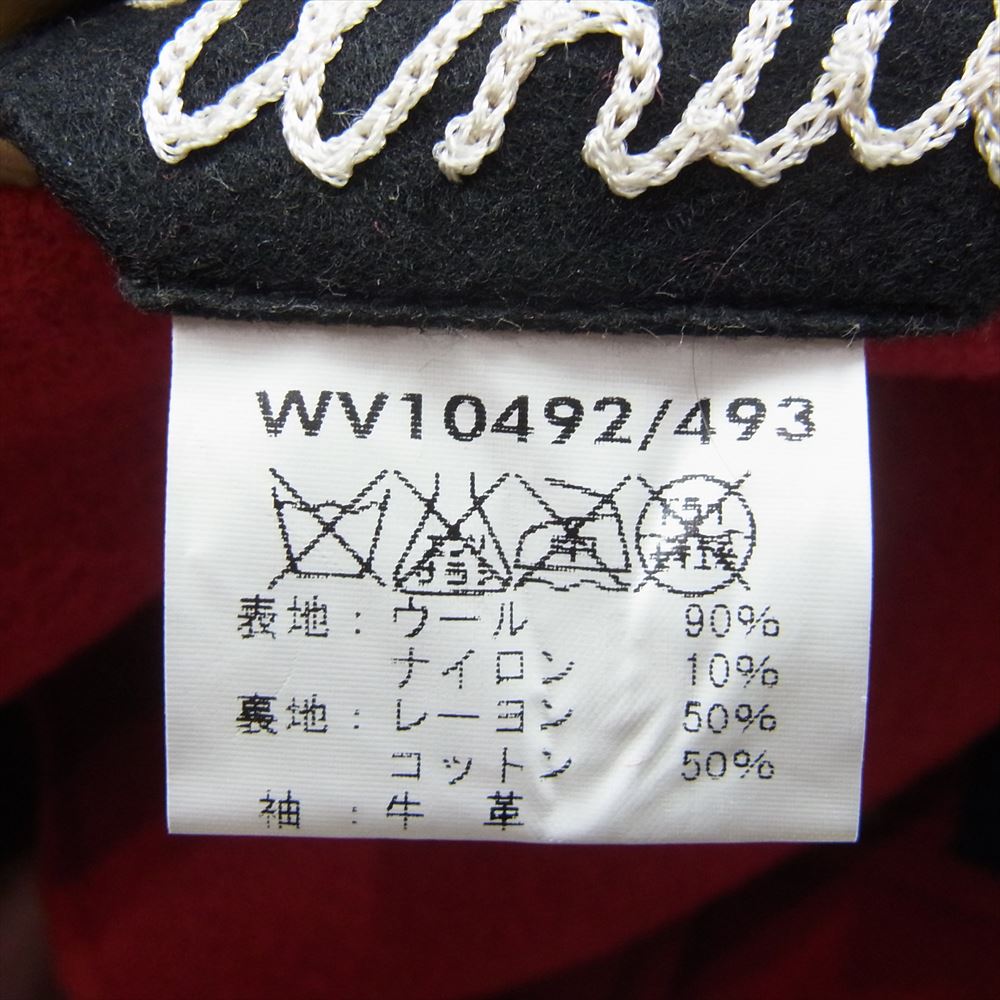 WV10492/493
表地：ウール 90%
ナイロン 10%
裏地：レーヨン 50%
コットン 50%
袖：牛革